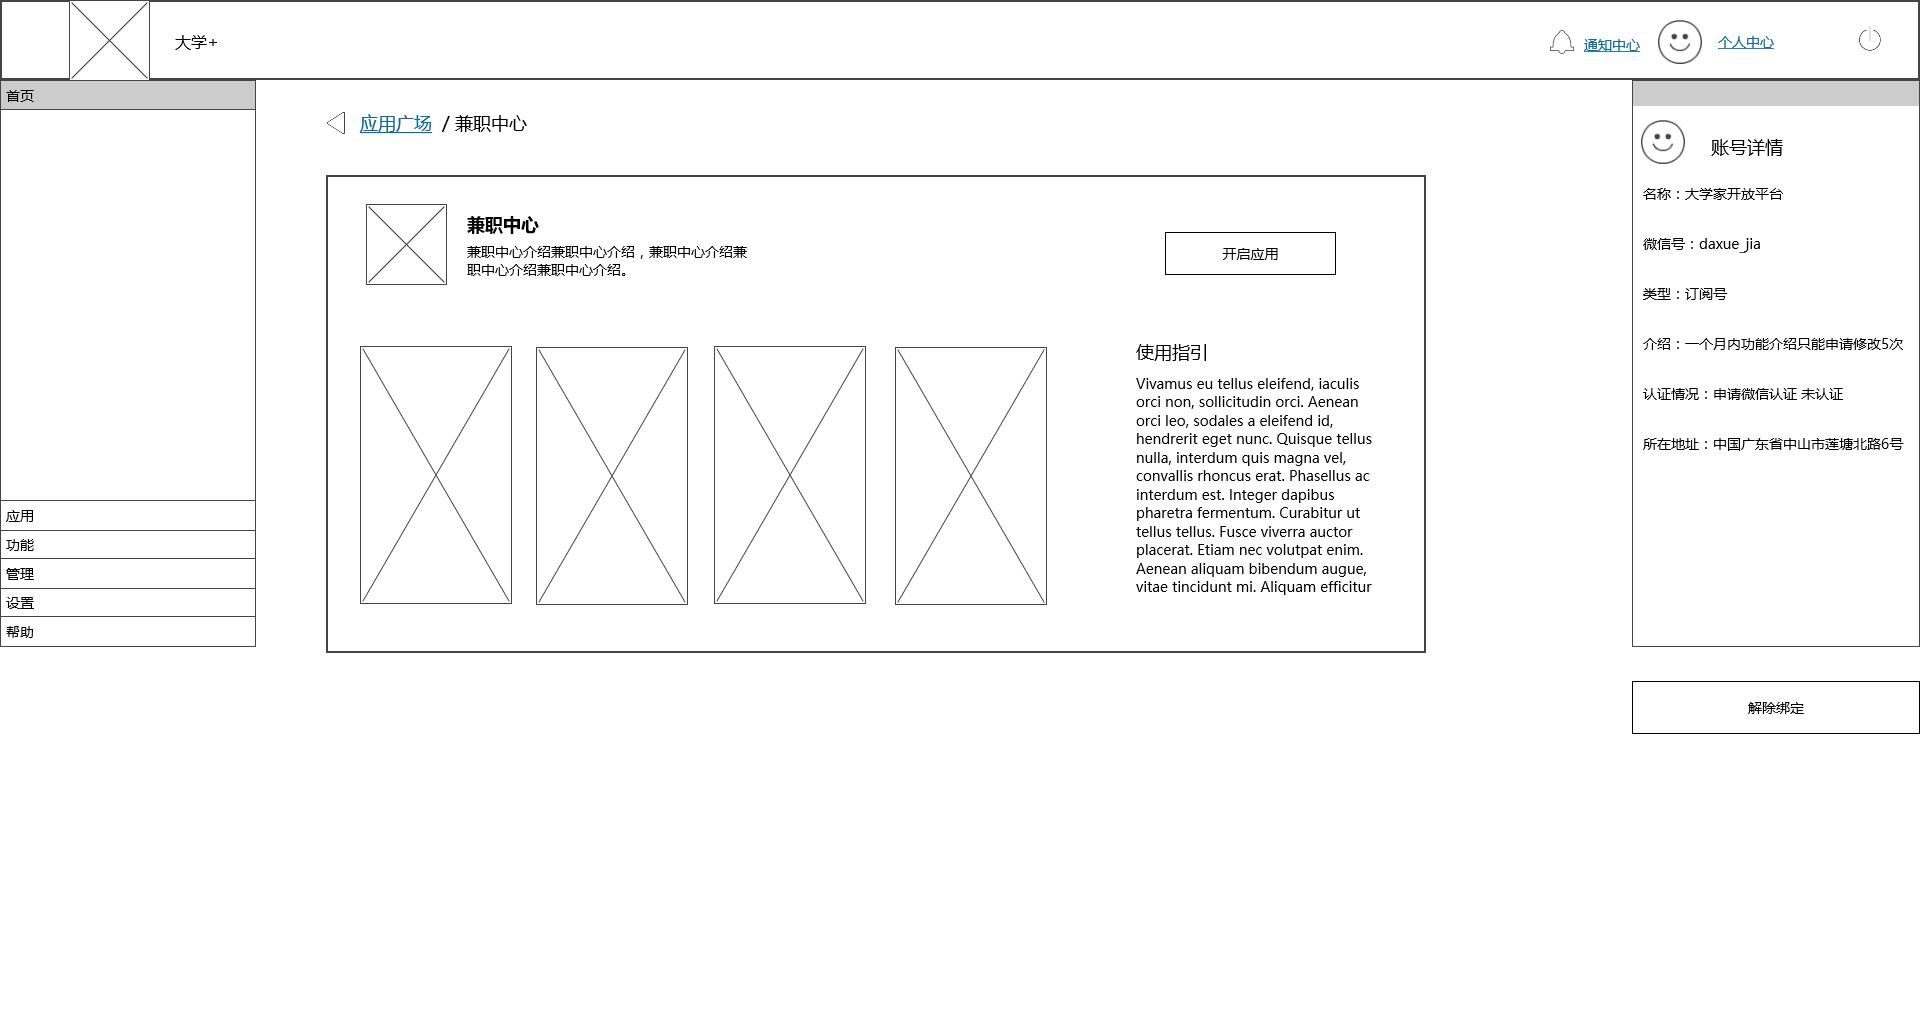 大学+
通知中心
个人中心
首页
应用
功能
管理
设置
帮助
应用广场 / 兼职中心
兼职中心
兼职中心介绍兼职中心介绍，兼职中心介绍兼
职中心介绍兼职中心介绍。
开启应用
使用指引
Vivamus eu tellus eleifend, iaculis
orci non, sollicitudin orci. Aenean
orci leo, sodales a eleifend id,
hendrerit eget nunc. Quisque tellus
nulla, interdum quis magna vel,
convallis rhoncus erat. Phasellus ac
interdum est. Integer dapibus
pharetra fermentum. Curabitur ut
tellus tellus. Fusce viverra auctor
placerat. Etiam nec volutpat enim.
Aenean aliquam bibendum augue,
vitae tincidunt mi. Aliquam efficitur
账号详情
名称：大学家开放平台
微信号：daxue_jia
类型：订阅号
介绍：一个月内功能介绍只能申请修改5次
认证情况：申请微信认证 未认证
所在地址：中国广东省中山市莲塘北路6号
解除绑定